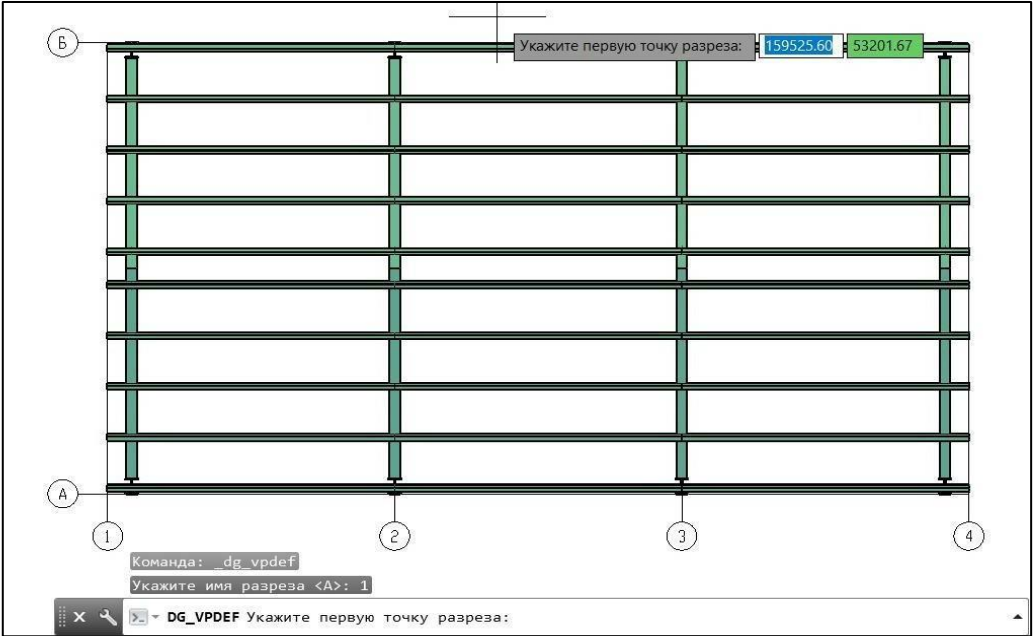 Б
Укажите первую точку разреза: 159525.60 53201.67
А
1 2 3 4
Команда: _dg_vpdef
Укажите имя разреза <A>: 1
DG_VPDEF Укажите первую точку разреза: